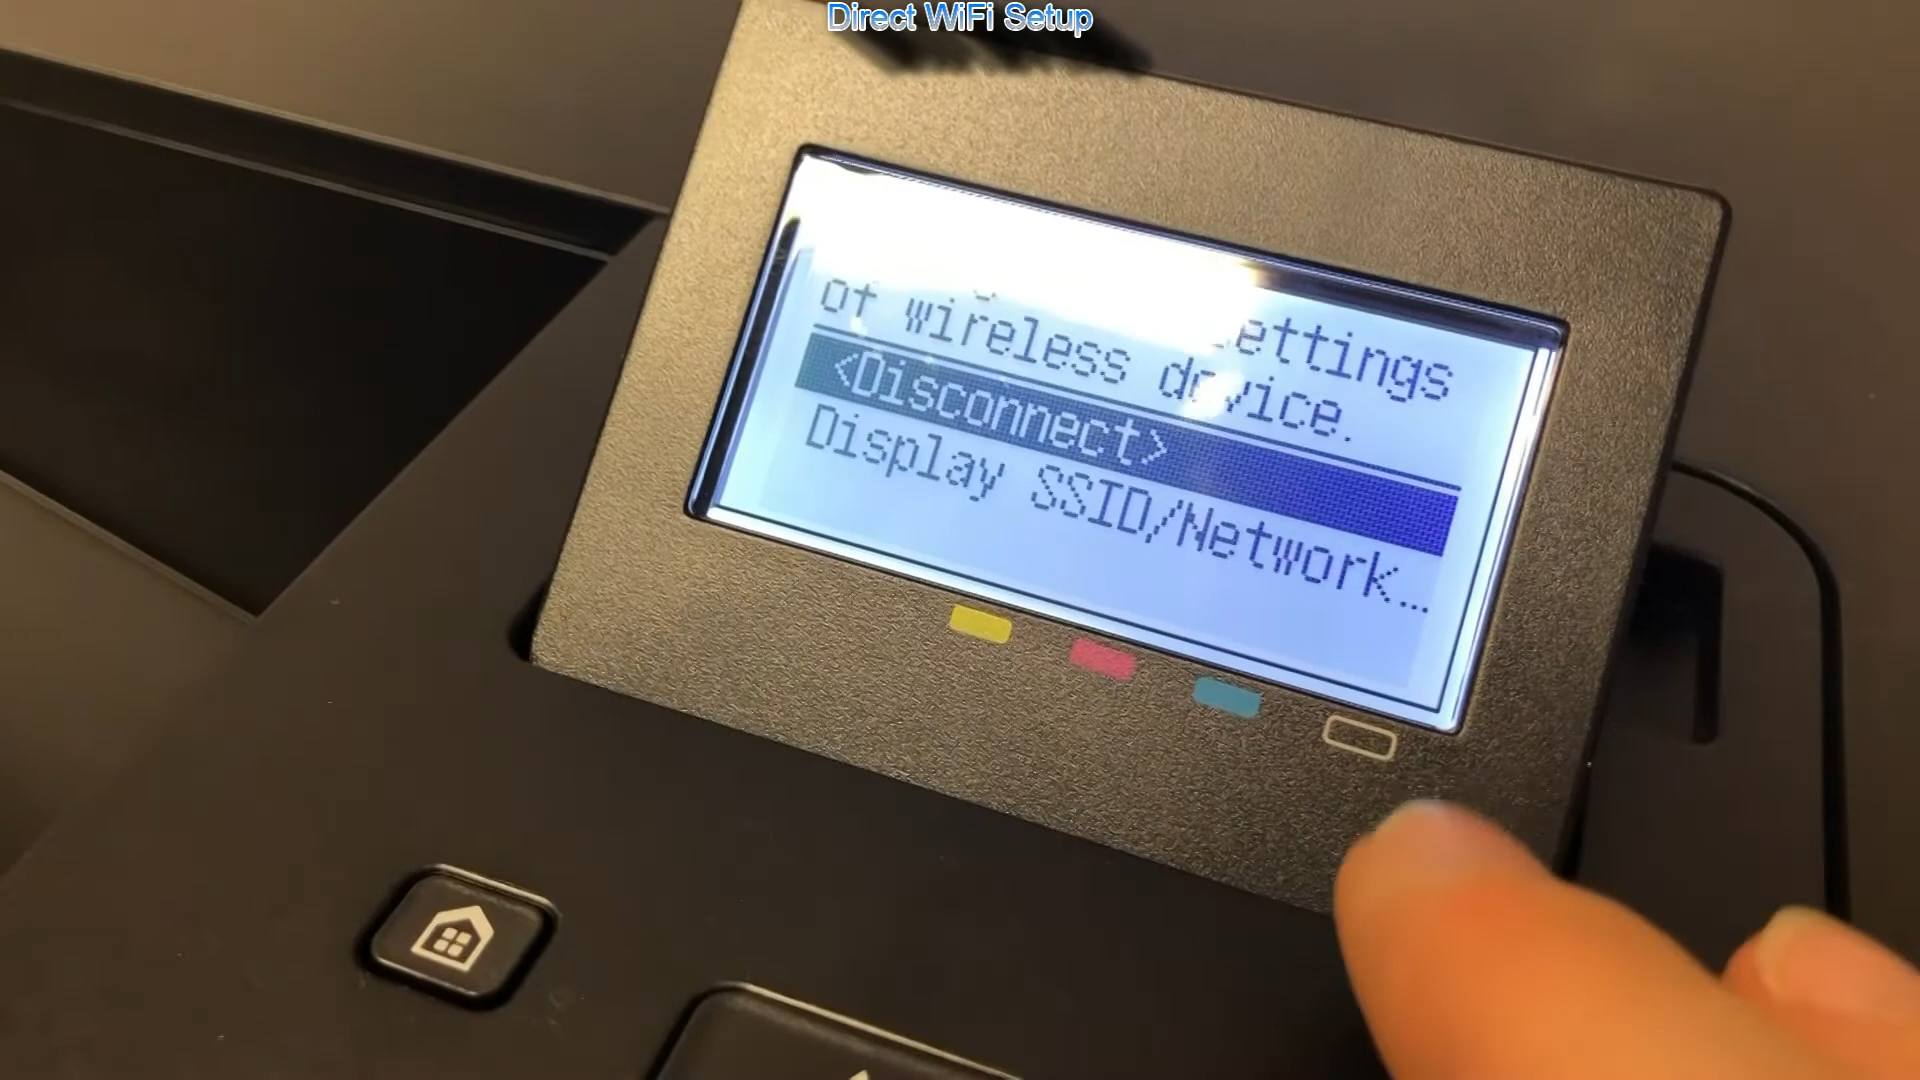 Direct WiFi Setup
ettings
of wireless device.
<Disconnect>
Display SSID/Network...